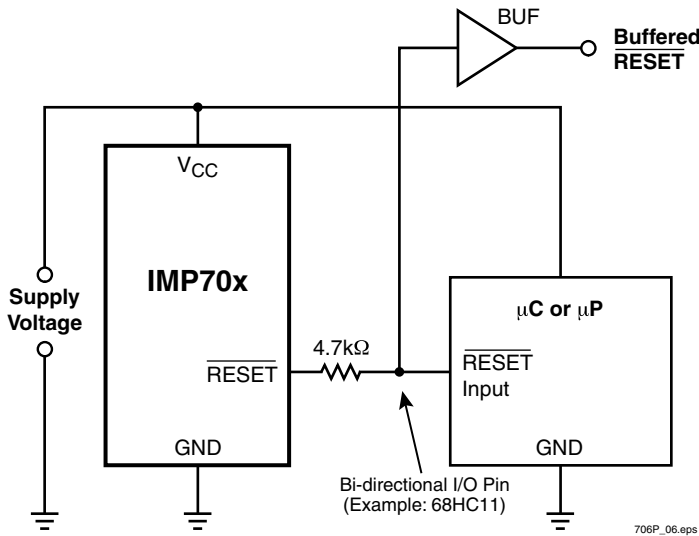 BUF
Buffered
RESET
VCC
IMP70x
Supply
Voltage
μC or μP
4.7kΩ
RESET
RESET
Input
GND
GND
Bi-directional I/O Pin
(Example: 68HC11)
706P_06.eps